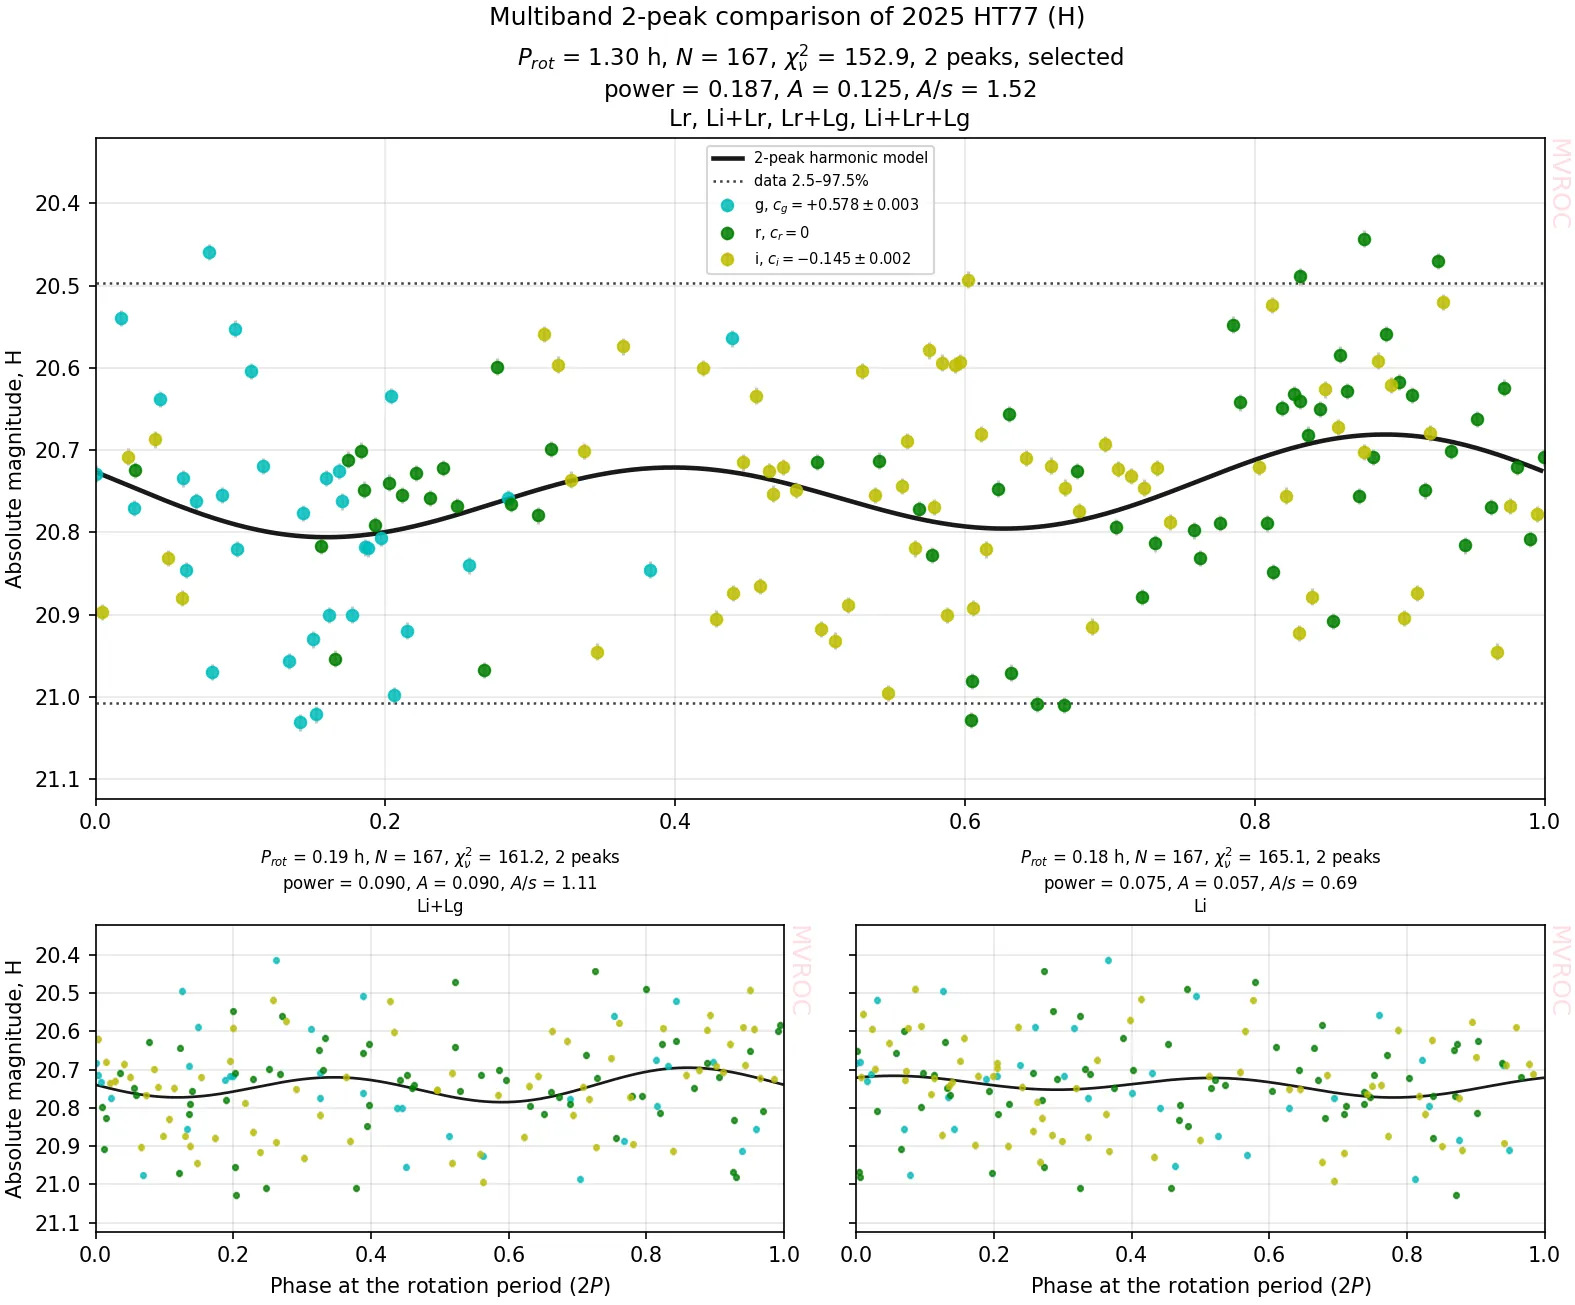 Multiband 2-peak comparison of 2025 HT77 (H)
P_rot = 1.30 h, N = 167, χ²_ν = 152.9, 2 peaks, selected
power = 0.187, A = 0.125, A/s = 1.52
Lr, Li+Lr, Lr+Lg, Li+Lr+Lg
2-peak harmonic model
data 2.5–97.5%
g, c_g = +0.578 ± 0.003
r, c_r = 0
i, c_i = −0.145 ± 0.002
MVROC
Absolute magnitude, H
20.4
20.5
20.6
20.7
20.8
20.9
21.0
21.1
0.0 0.2 0.4 0.6 0.8 1.0
P_rot = 0.19 h, N = 167, χ²_ν = 161.2, 2 peaks
power = 0.090, A = 0.090, A/s = 1.11
Li+Lg
MVROC
Absolute magnitude, H
20.4
20.5
20.6
20.7
20.8
20.9
21.0
21.1
0.0 0.2 0.4 0.6 0.8 1.0
Phase at the rotation period (2P)
P_rot = 0.18 h, N = 167, χ²_ν = 165.1, 2 peaks
power = 0.075, A = 0.057, A/s = 0.69
Li
MVROC
0.0 0.2 0.4 0.6 0.8 1.0
Phase at the rotation period (2P)